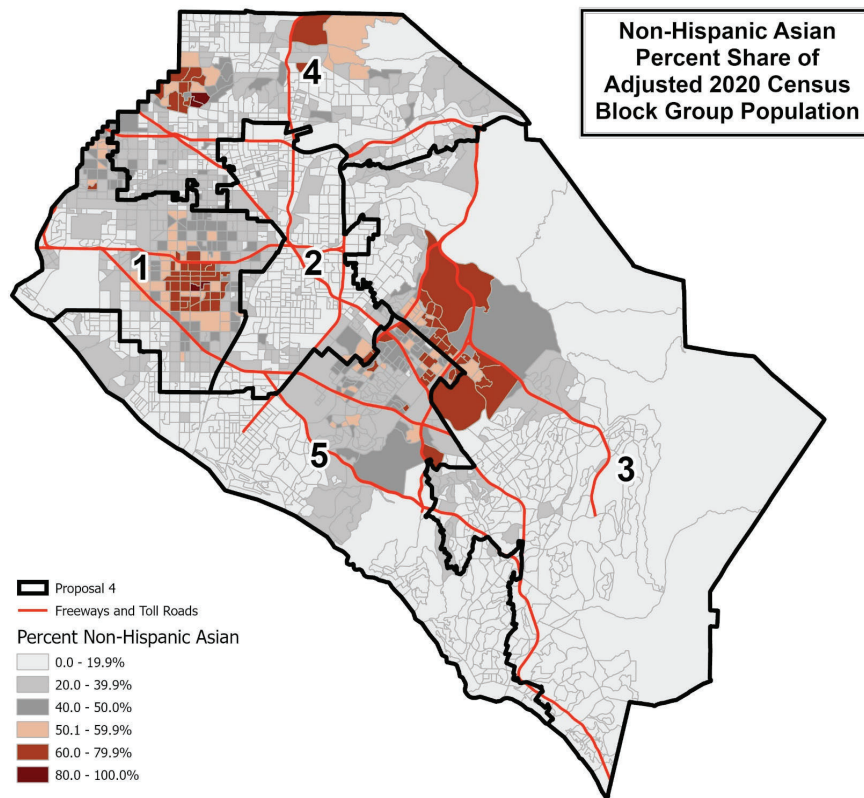 Non-Hispanic Asian
Percent Share of
Adjusted 2020 Census
Block Group Population
4
1
2
3
5
Proposal 4
Freeways and Toll Roads
Percent Non-Hispanic Asian
0.0 - 19.9%
20.0 - 39.9%
40.0 - 50.0%
50.1 - 59.9%
60.0 - 79.9%
80.0 - 100.0%